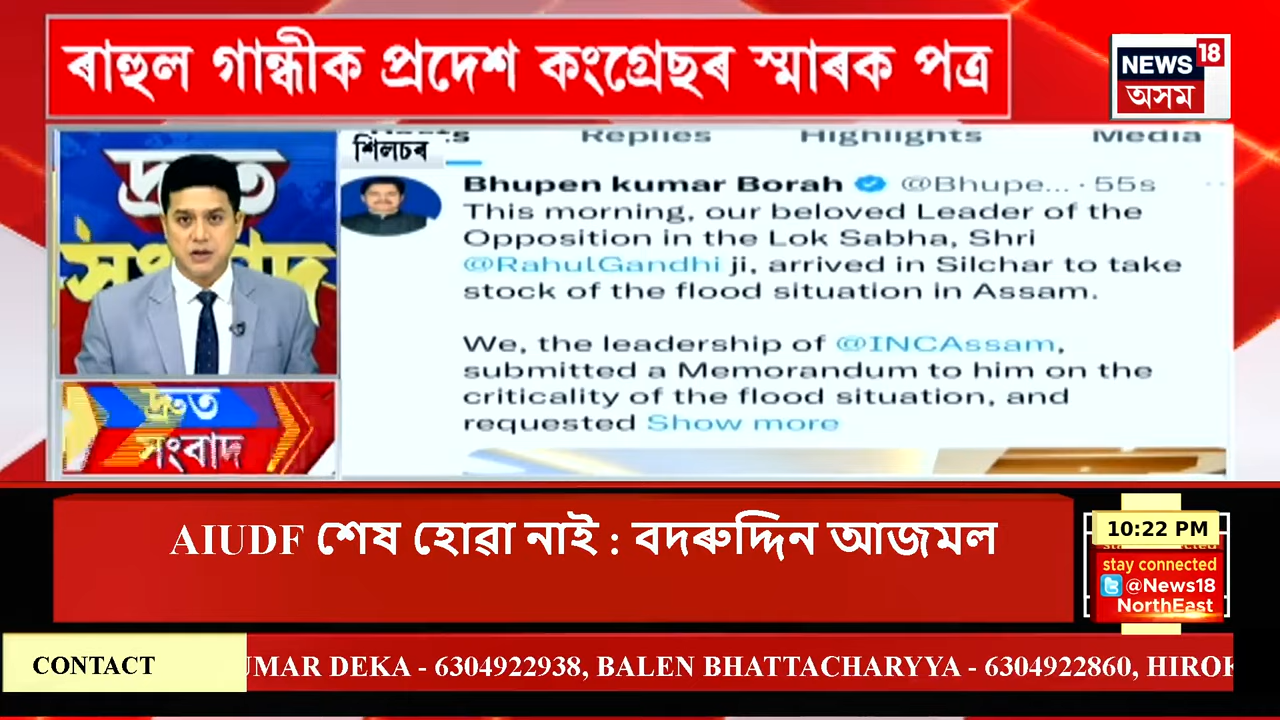 ৰাহুল গান্ধীক প্ৰদেশ কংগ্ৰেছৰ স্মাৰক পত্ৰ
NEWS 18
অসম
দ্ৰুত
সংবাদ
শিলচৰ
Replies Highlights Media
Bhupen kumar Borah @Bhupe... · 55s
This morning, our beloved Leader of the
Opposition in the Lok Sabha, Shri
@RahulGandhi ji, arrived in Silchar to take
stock of the flood situation in Assam.
We, the leadership of @INCAssam,
submitted a Memorandum to him on the
criticality of the flood situation, and
requested Show more
দ্ৰুত
সংবাদ
AIUDF শেষ হোৱা নাই : বদৰুদ্দিন আজমল
10:22 PM
stay connected
@News18
NorthEast
CONTACT UMAR DEKA - 6304922938, BALEN BHATTACHARYYA - 6304922860, HIROK